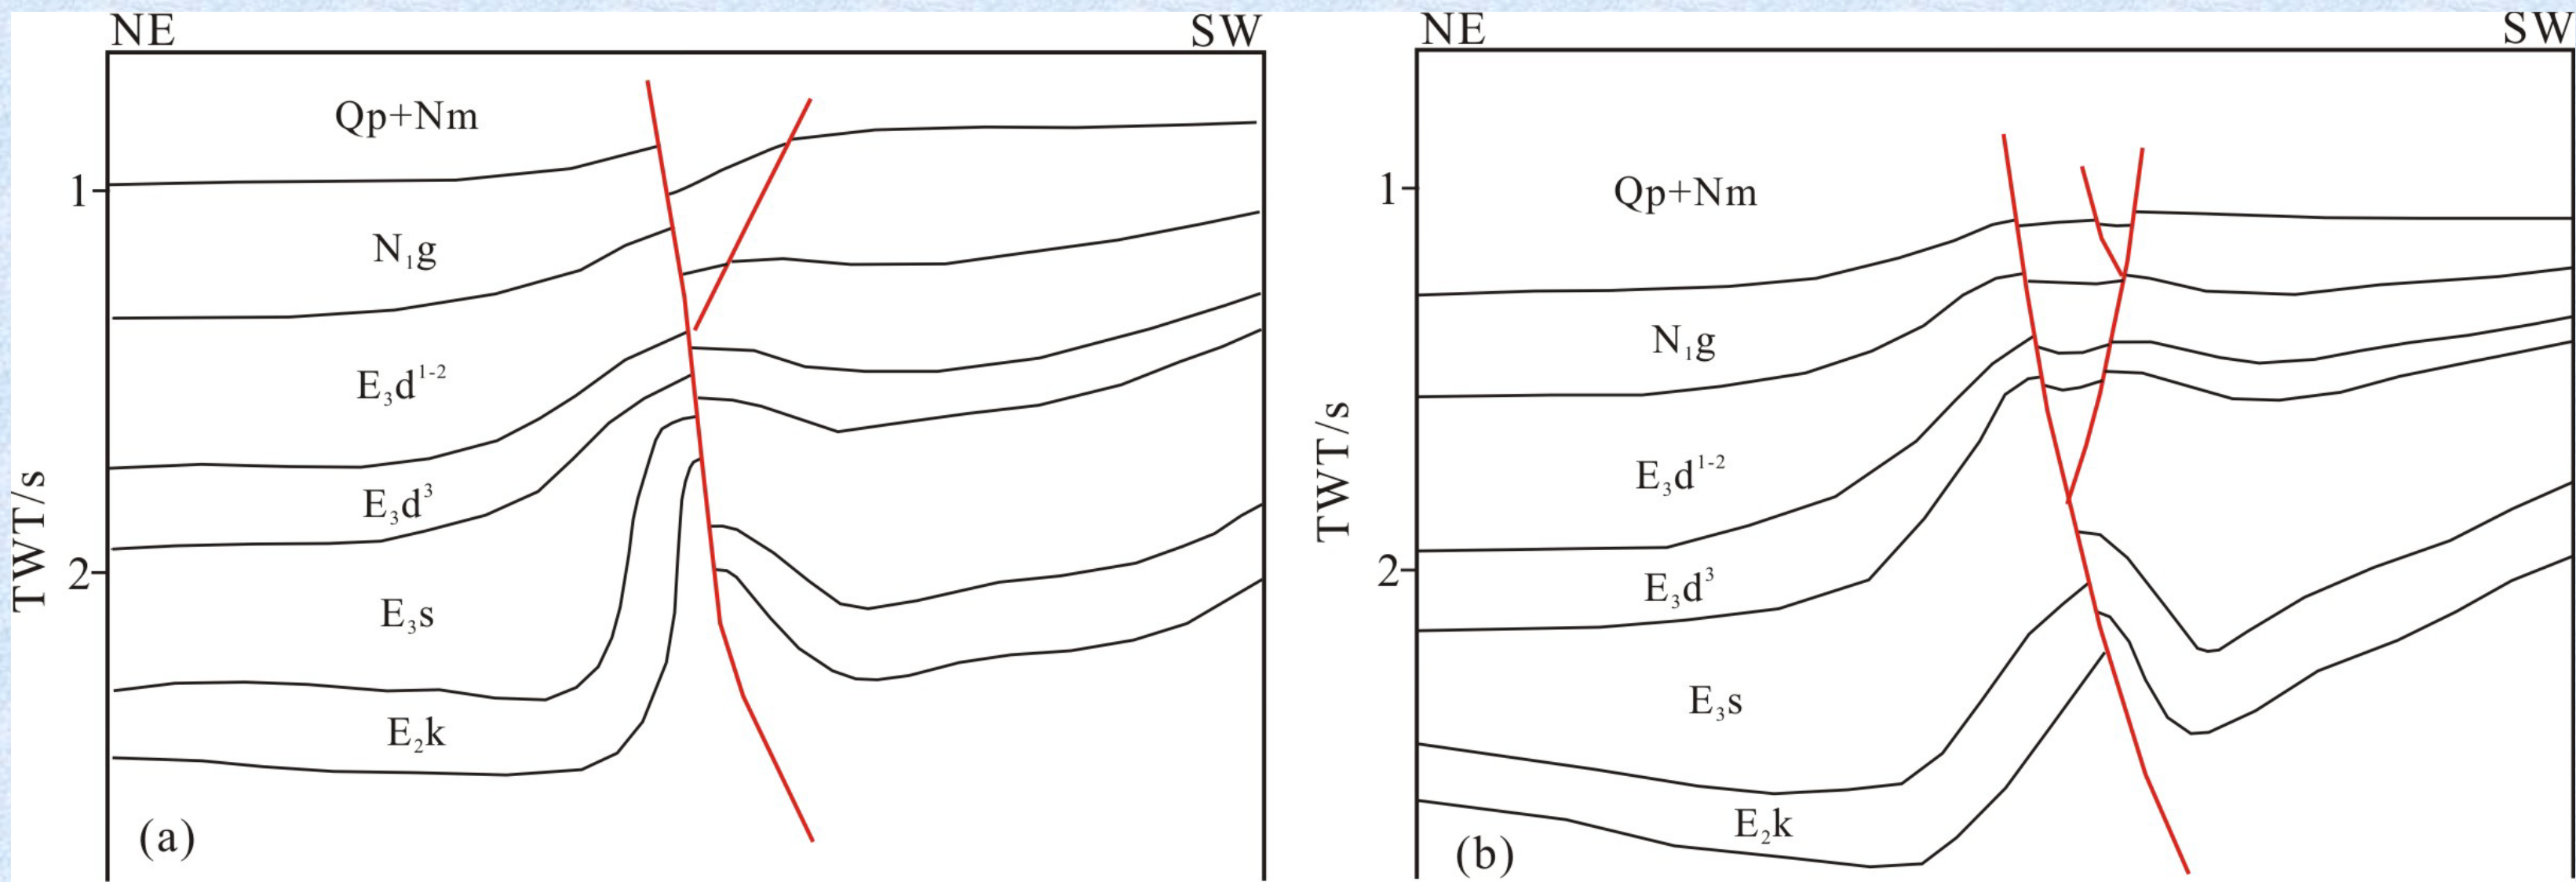 NE SW
Qp+Nm
1
N₁g
E₃d¹⁻²
E₃d³
TWT/s
2
E₃s
E₂k
(a)
NE SW
Qp+Nm
1
N₁g
E₃d¹⁻²
TWT/s
2
E₃d³
E₃s
E₂k
(b)